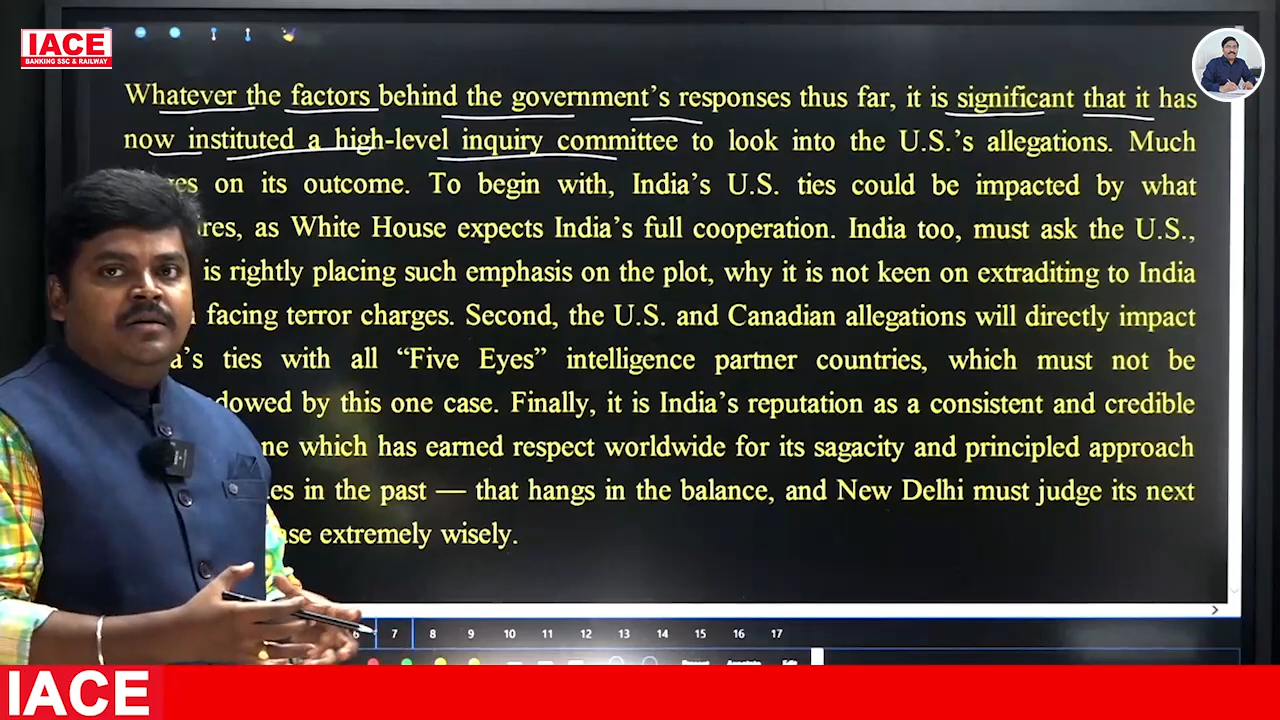 IACE
BANKING SSC & RAILWAY
Whatever the factors behind the government's responses thus far, it is significant that it has
now instituted a high-level inquiry committee to look into the U.S.'s allegations. Much
on its outcome. To begin with, India's U.S. ties could be impacted by what
as White House expects India's full cooperation. India too, must ask the U.S.,
is rightly placing such emphasis on the plot, why it is not keen on extraditing to India
facing terror charges. Second, the U.S. and Canadian allegations will directly impact
ties with all “Five Eyes” intelligence partner countries, which must not be
by this one case. Finally, it is India's reputation as a consistent and credible
which has earned respect worldwide for its sagacity and principled approach
in the past — that hangs in the balance, and New Delhi must judge its next
extremely wisely.
6 7 8 9 10 11 12 13 14 15 16 17
IACE